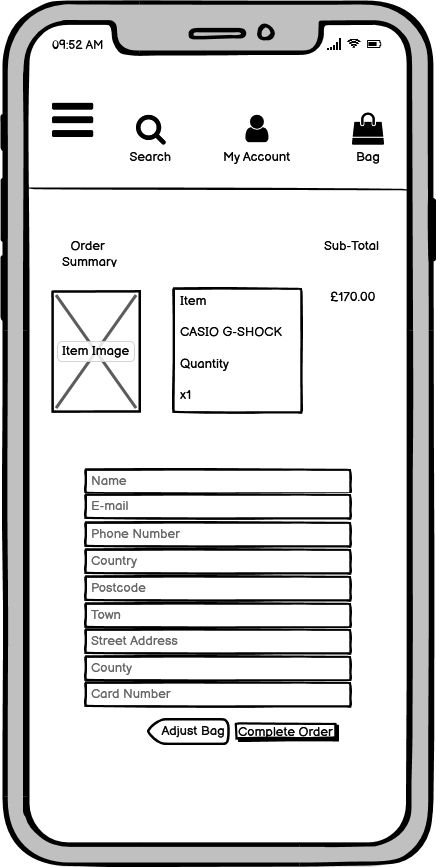 09:52 AM
Search
My Account
Bag
Order
Summary
Sub-Total
Item Image
Item
CASIO G-SHOCK
Quantity
x1
£170.00
Name
E-mail
Phone Number
Country
Postcode
Town
Street Address
County
Card Number
Adjust Bag
Complete Order